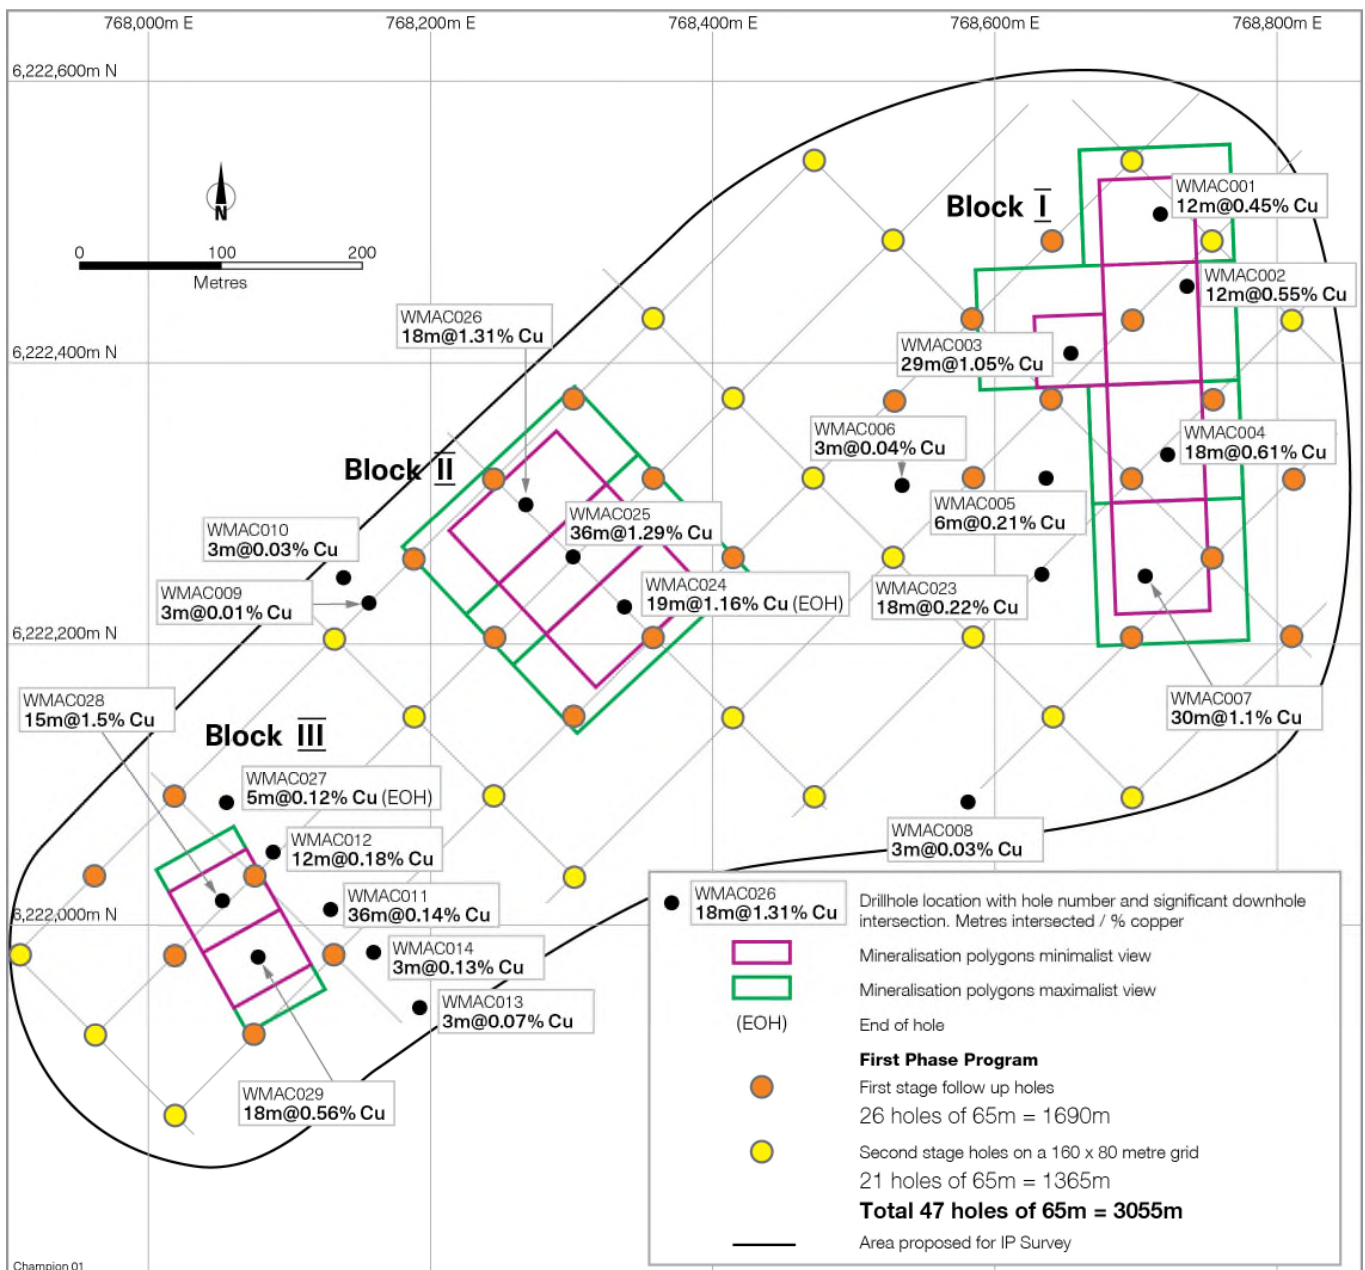 768,000m E
768,200m E
768,400m E
768,600m E
768,800m E
6,222,600m N
N
0 100 200
Metres
Block I
WMAC001
12m@0.45% Cu
WMAC002
12m@0.55% Cu
WMAC026
18m@1.31% Cu
WMAC003
29m@1.05% Cu
6,222,400m N
WMAC006
3m@0.04% Cu
WMAC004
18m@0.61% Cu
Block II
WMAC005
6m@0.21% Cu
WMAC025
36m@1.29% Cu
WMAC010
3m@0.03% Cu
WMAC024
19m@1.16% Cu (EOH)
WMAC023
18m@0.22% Cu
WMAC009
3m@0.01% Cu
6,222,200m N
WMAC028
15m@1.5% Cu
WMAC007
30m@1.1% Cu
Block III
WMAC027
5m@0.12% Cu (EOH)
WMAC008
3m@0.03% Cu
WMAC012
12m@0.18% Cu
WMAC011
36m@0.14% Cu
6,222,000m N
WMAC014
3m@0.13% Cu
WMAC013
3m@0.07% Cu
WMAC029
18m@0.56% Cu
WMAC026
18m@1.31% Cu
Drillhole location with hole number and significant downhole
intersection. Metres intersected / % copper
Mineralisation polygons minimalist view
Mineralisation polygons maximalist view
(EOH) End of hole
First Phase Program
First stage follow up holes
26 holes of 65m = 1690m
Second stage holes on a 160 x 80 metre grid
21 holes of 65m = 1365m
Total 47 holes of 65m = 3055m
Area proposed for IP Survey
Champion 01